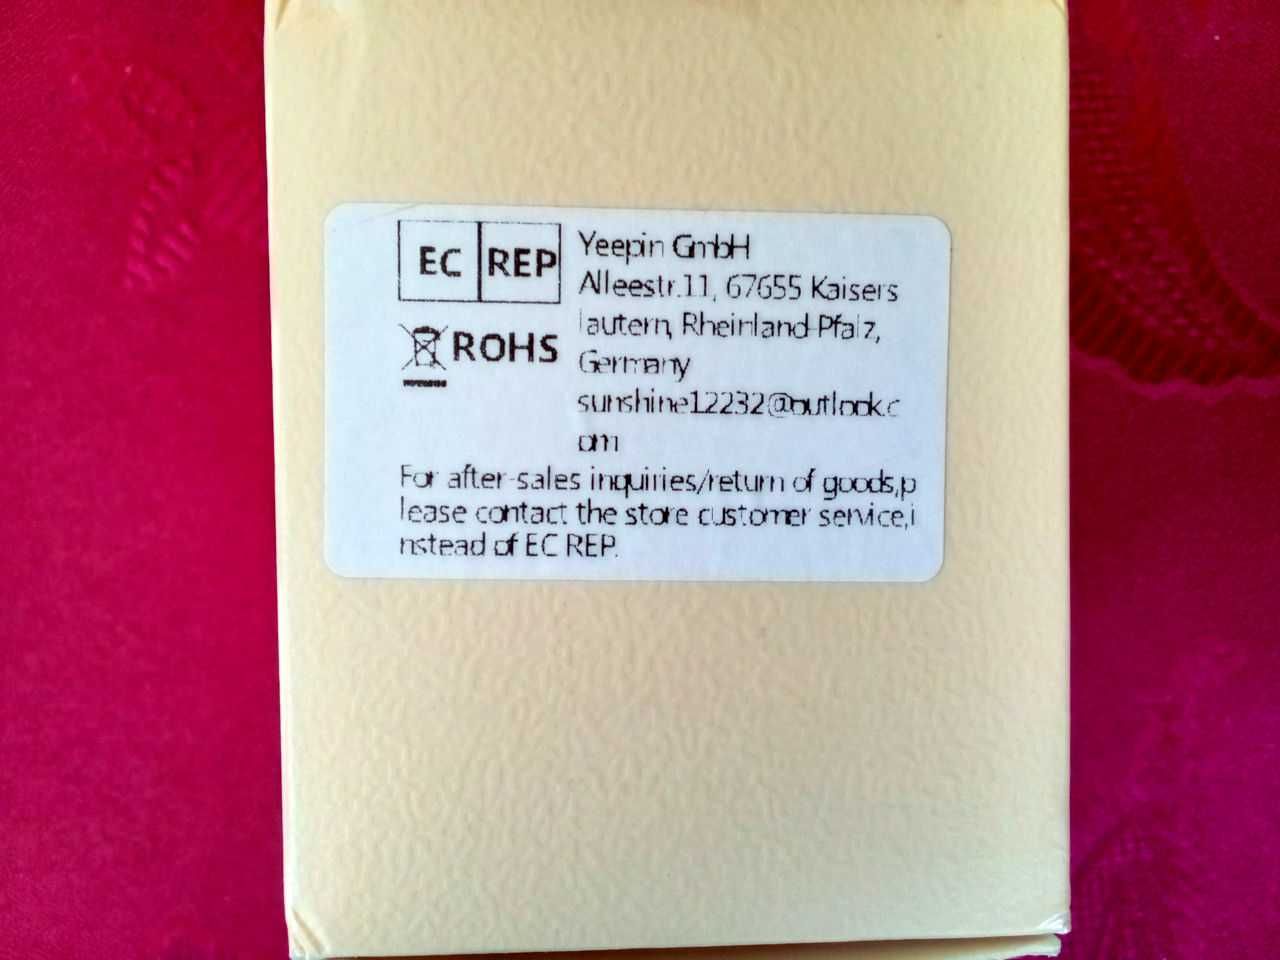 EC REP
Yeepin GmbH
Alleestr.11, 67655 Kaisers
lautern, Rheinland-Pfalz,
Germany
sunshine12232@outlook.c
om
ROHS
For after-sales inquiries/return of goods,p
lease contact the store customer service,i
nstead of EC REP.